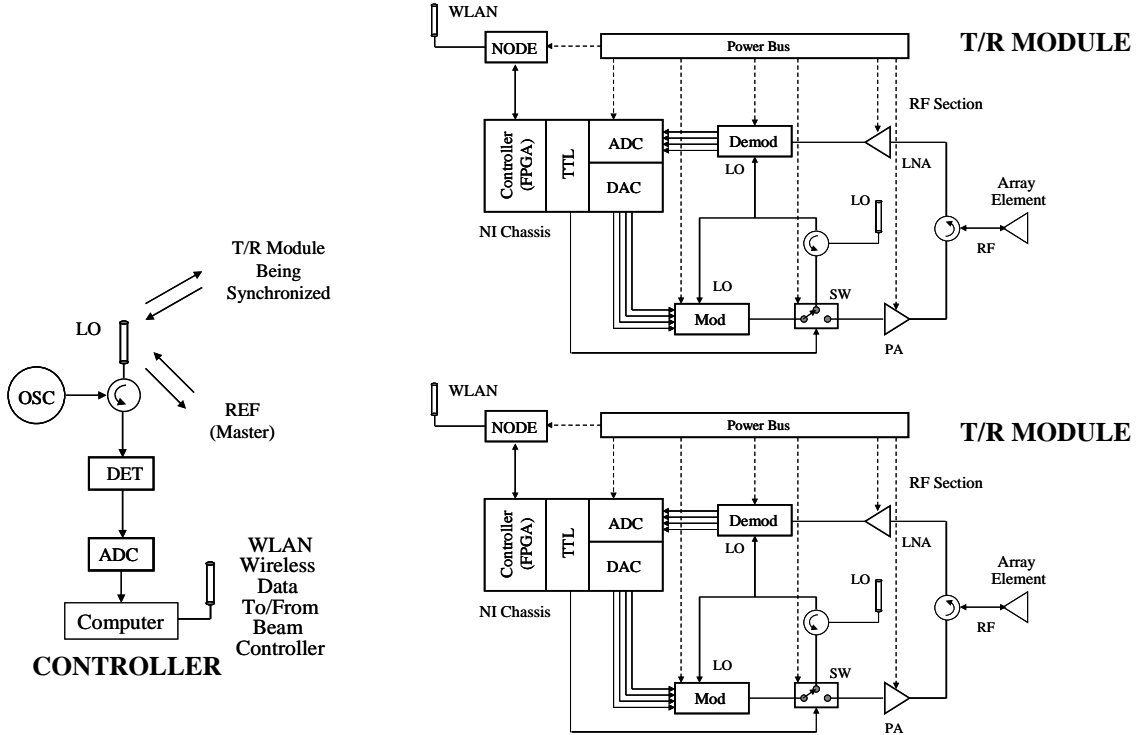 T/R Module
Being
Synchronized
LO
OSC
REF
(Master)
DET
ADC
Computer
WLAN
Wireless
Data
To/From
Beam
Controller
CONTROLLER
WLAN
NODE
Power Bus
T/R MODULE
RF Section
Controller
(FPGA)
TTL
ADC
DAC
Demod
LO
LNA
LO
Array
Element
NI Chassis
RF
LO
SW
Mod
PA
WLAN
NODE
Power Bus
T/R MODULE
RF Section
Controller
(FPGA)
TTL
ADC
DAC
Demod
LO
LNA
LO
Array
Element
NI Chassis
RF
LO
SW
Mod
PA